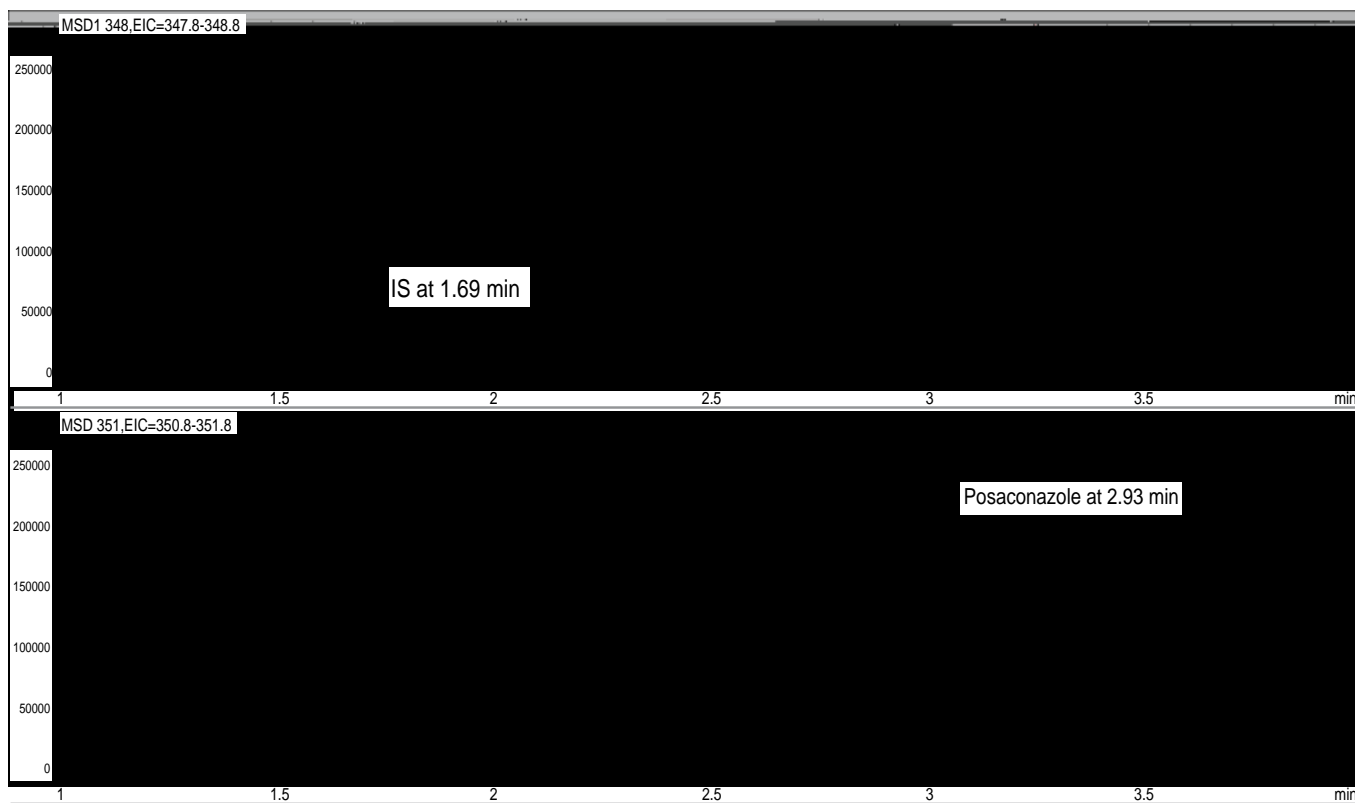 MSD1 348,EIC=347.8-348.8
250000
200000
150000
100000
50000
0
IS at 1.69 min
1 1.5 2 2.5 3 3.5 min
MSD 351,EIC=350.8-351.8
250000
200000
150000
100000
50000
0
Posaconazole at 2.93 min
1 1.5 2 2.5 3 3.5 min